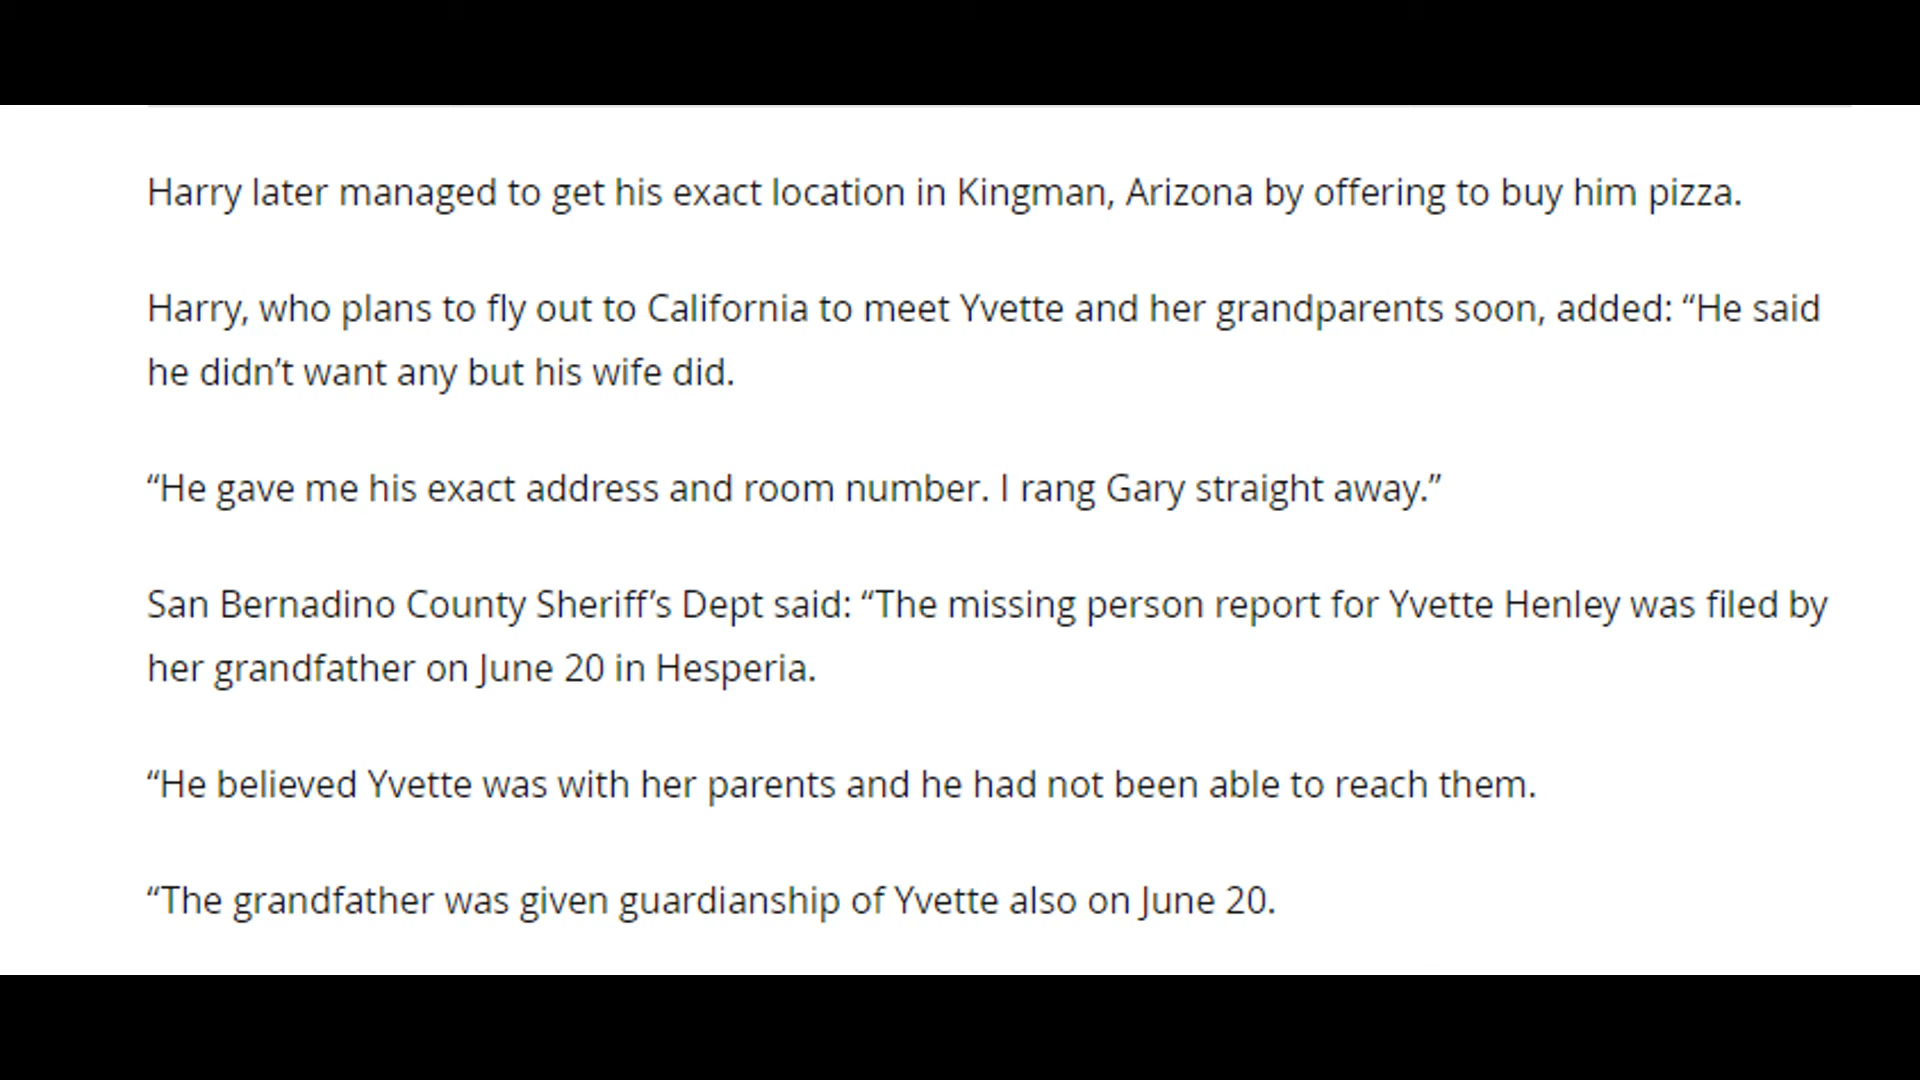 Harry later managed to get his exact location in Kingman, Arizona by offering to buy him pizza.
Harry, who plans to fly out to California to meet Yvette and her grandparents soon, added: “He said
he didn’t want any but his wife did.
“He gave me his exact address and room number. I rang Gary straight away.”
San Bernadino County Sheriff’s Dept said: “The missing person report for Yvette Henley was filed by
her grandfather on June 20 in Hesperia.
“He believed Yvette was with her parents and he had not been able to reach them.
“The grandfather was given guardianship of Yvette also on June 20.